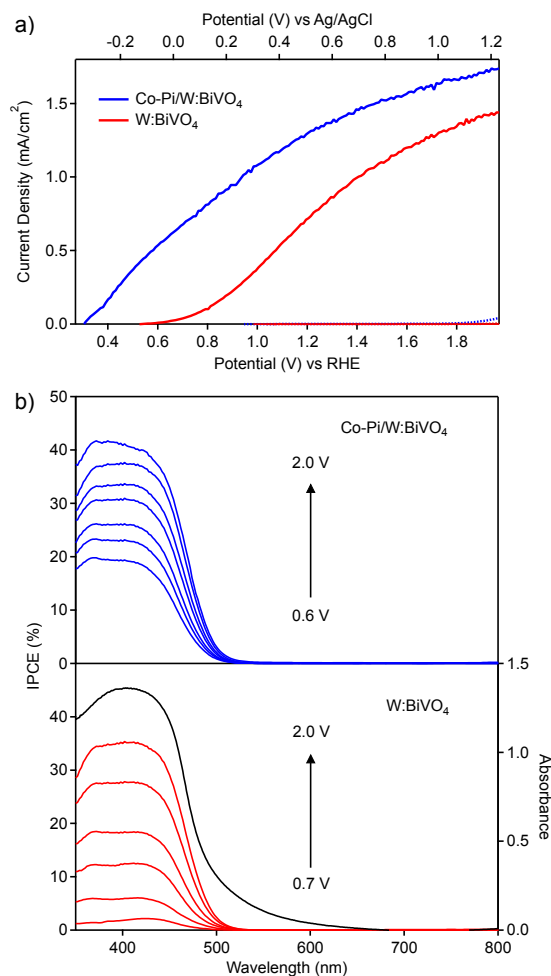 a)
Potential (V) vs Ag/AgCl
-0.2 0.0 0.2 0.4 0.6 0.8 1.0 1.2
Current Density (mA/cm²)
1.5
1.0
0.5
0.0
Co-Pi/W:BiVO₄
W:BiVO₄
0.4 0.6 0.8 1.0 1.2 1.4 1.6 1.8
Potential (V) vs RHE
b)
IPCE (%)
50
40
30
20
10
0
Co-Pi/W:BiVO₄
2.0 V
0.6 V
40
30
20
10
0
W:BiVO₄
2.0 V
0.7 V
1.5
1.0
0.5
0.0
Absorbance
400 500 600 700 800
Wavelength (nm)